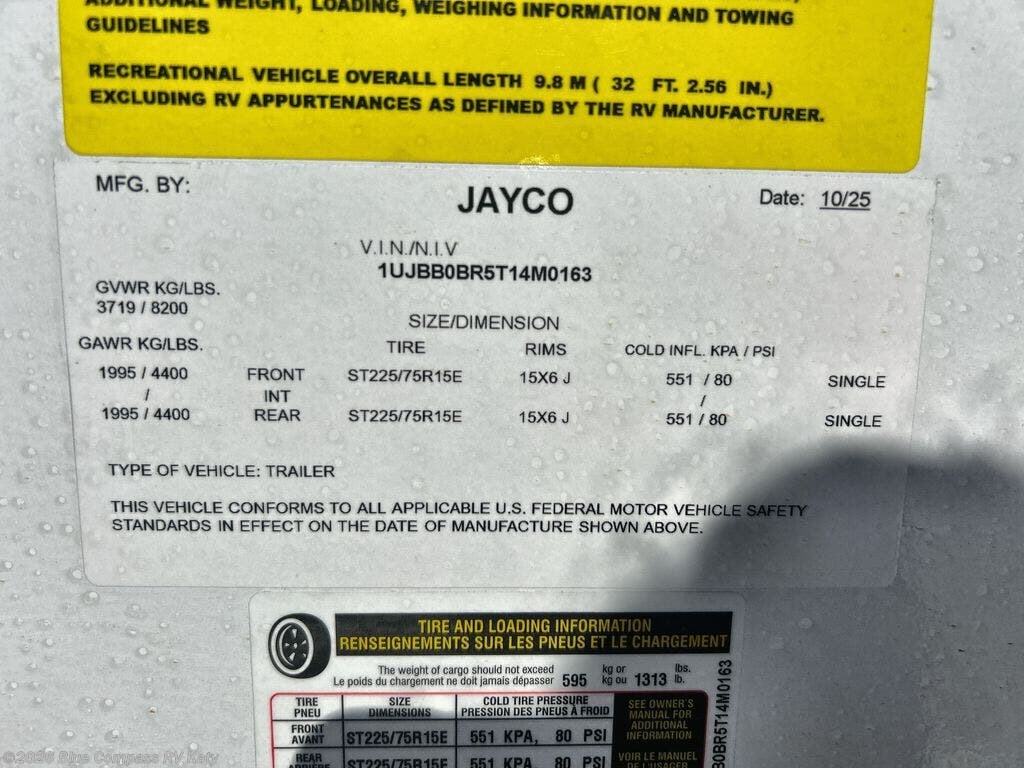 ADDITIONAL WEIGHT, LOADING, WEIGHING INFORMATION AND TOWING
GUIDELINES
RECREATIONAL VEHICLE OVERALL LENGTH 9.8 M ( 32 FT. 2.56 IN.)
EXCLUDING RV APPURTENANCES AS DEFINED BY THE RV MANUFACTURER.
MFG. BY: JAYCO Date: 10/25
V.I.N./N.I.V
1UJBB0BR5T14M0163
GVWR KG/LBS.
3719 / 8200
SIZE/DIMENSION
GAWR KG/LBS. TIRE RIMS COLD INFL. KPA / PSI
1995 / 4400 FRONT ST225/75R15E 15X6 J 551 / 80 SINGLE
/ INT /
1995 / 4400 REAR ST225/75R15E 15X6 J 551 / 80 SINGLE
TYPE OF VEHICLE: TRAILER
THIS VEHICLE CONFORMS TO ALL APPLICABLE U.S. FEDERAL MOTOR VEHICLE SAFETY
STANDARDS IN EFFECT ON THE DATE OF MANUFACTURE SHOWN ABOVE.
TIRE AND LOADING INFORMATION
RENSEIGNEMENTS SUR LES PNEUS ET LE CHARGEMENT
The weight of cargo should not exceed kg or lbs.
Le poids du chargement ne doit jamais dépasser 595 kg ou 1313 lb.
TIRE SIZE COLD TIRE PRESSURE SEE OWNER'S
PNEU DIMENSIONS PRESSION DES PNEUS À FROID MANUAL FOR
FRONT ADDITIONAL
AVANT ST225/75R15E 551 KPA, 80 PSI INFORMATION
REAR VOIR LE MANUEL
ARRIÈRE ST225/75R15E 551 KPA, 80 PSI DE L'USAGER
B0BR5T14M0163
©2026 Blue Compass RV Katy